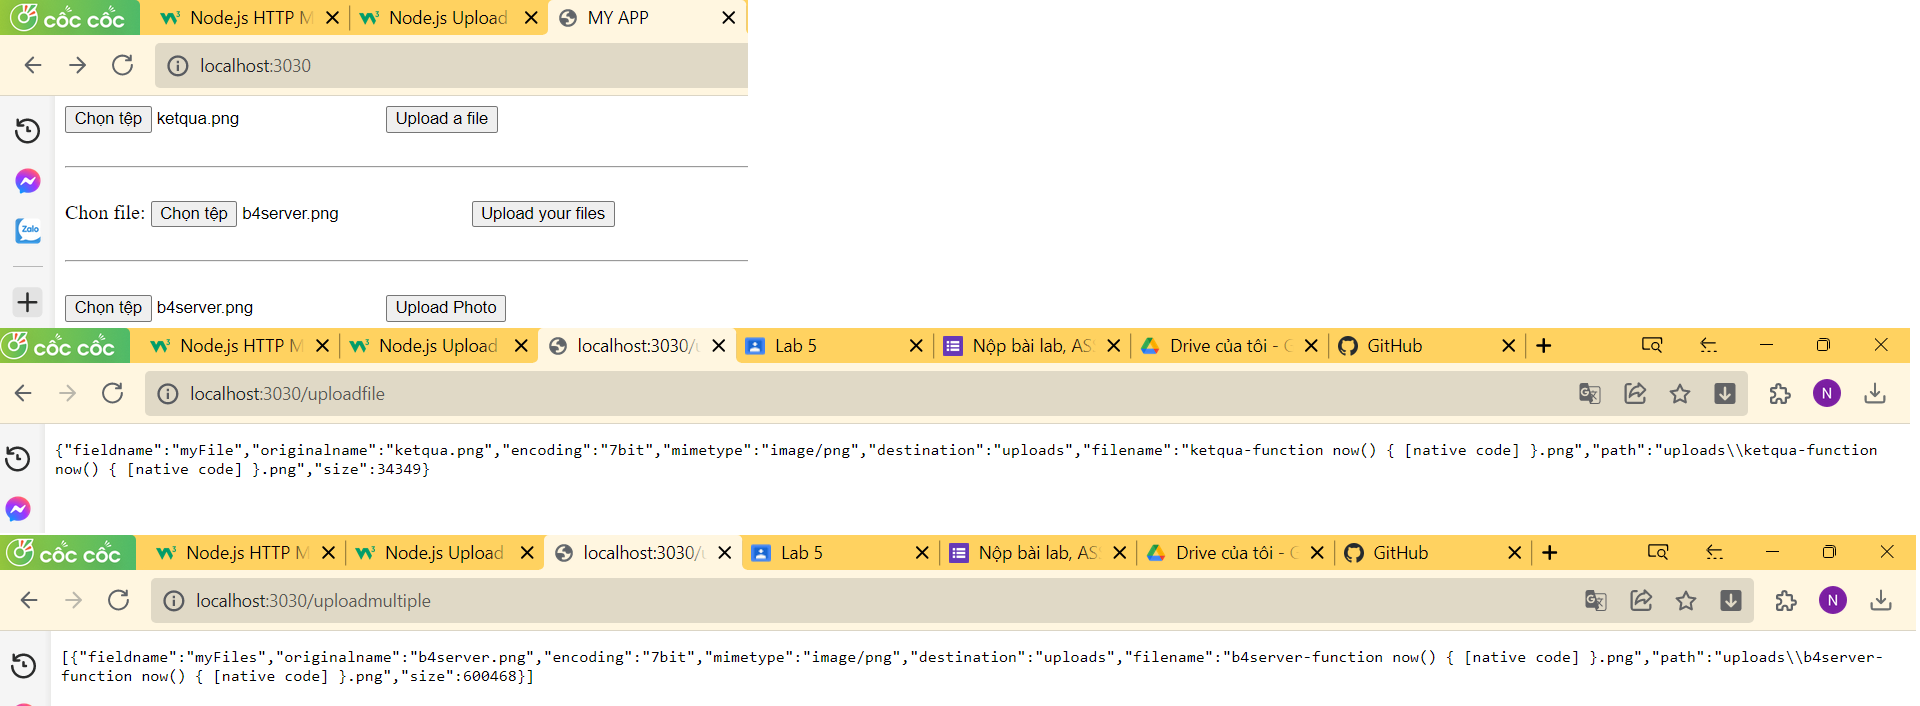 cốc cốc Node.js HTTP M Node.js Upload MY APP
localhost:3030
Chọn tệp ketqua.png Upload a file
Chon file: Chọn tệp b4server.png Upload your files
Zalo
Chọn tệp b4server.png Upload Photo
cốc cốc Node.js HTTP M Node.js Upload localhost:3030/u Lab 5 Nộp bài lab, AS Drive của tôi - G GitHub
localhost:3030/uploadfile N
{"fieldname":"myFile","originalname":"ketqua.png","encoding":"7bit","mimetype":"image/png","destination":"uploads","filename":"ketqua-function now() { [native code] }.png","path":"uploads\\ketqua-function
now() { [native code] }.png","size":34349}
cốc cốc Node.js HTTP M Node.js Upload localhost:3030/u Lab 5 Nộp bài lab, AS Drive của tôi - G GitHub
localhost:3030/uploadmultiple N
[{"fieldname":"myFiles","originalname":"b4server.png","encoding":"7bit","mimetype":"image/png","destination":"uploads","filename":"b4server-function now() { [native code] }.png","path":"uploads\\b4server-
function now() { [native code] }.png","size":600468}]